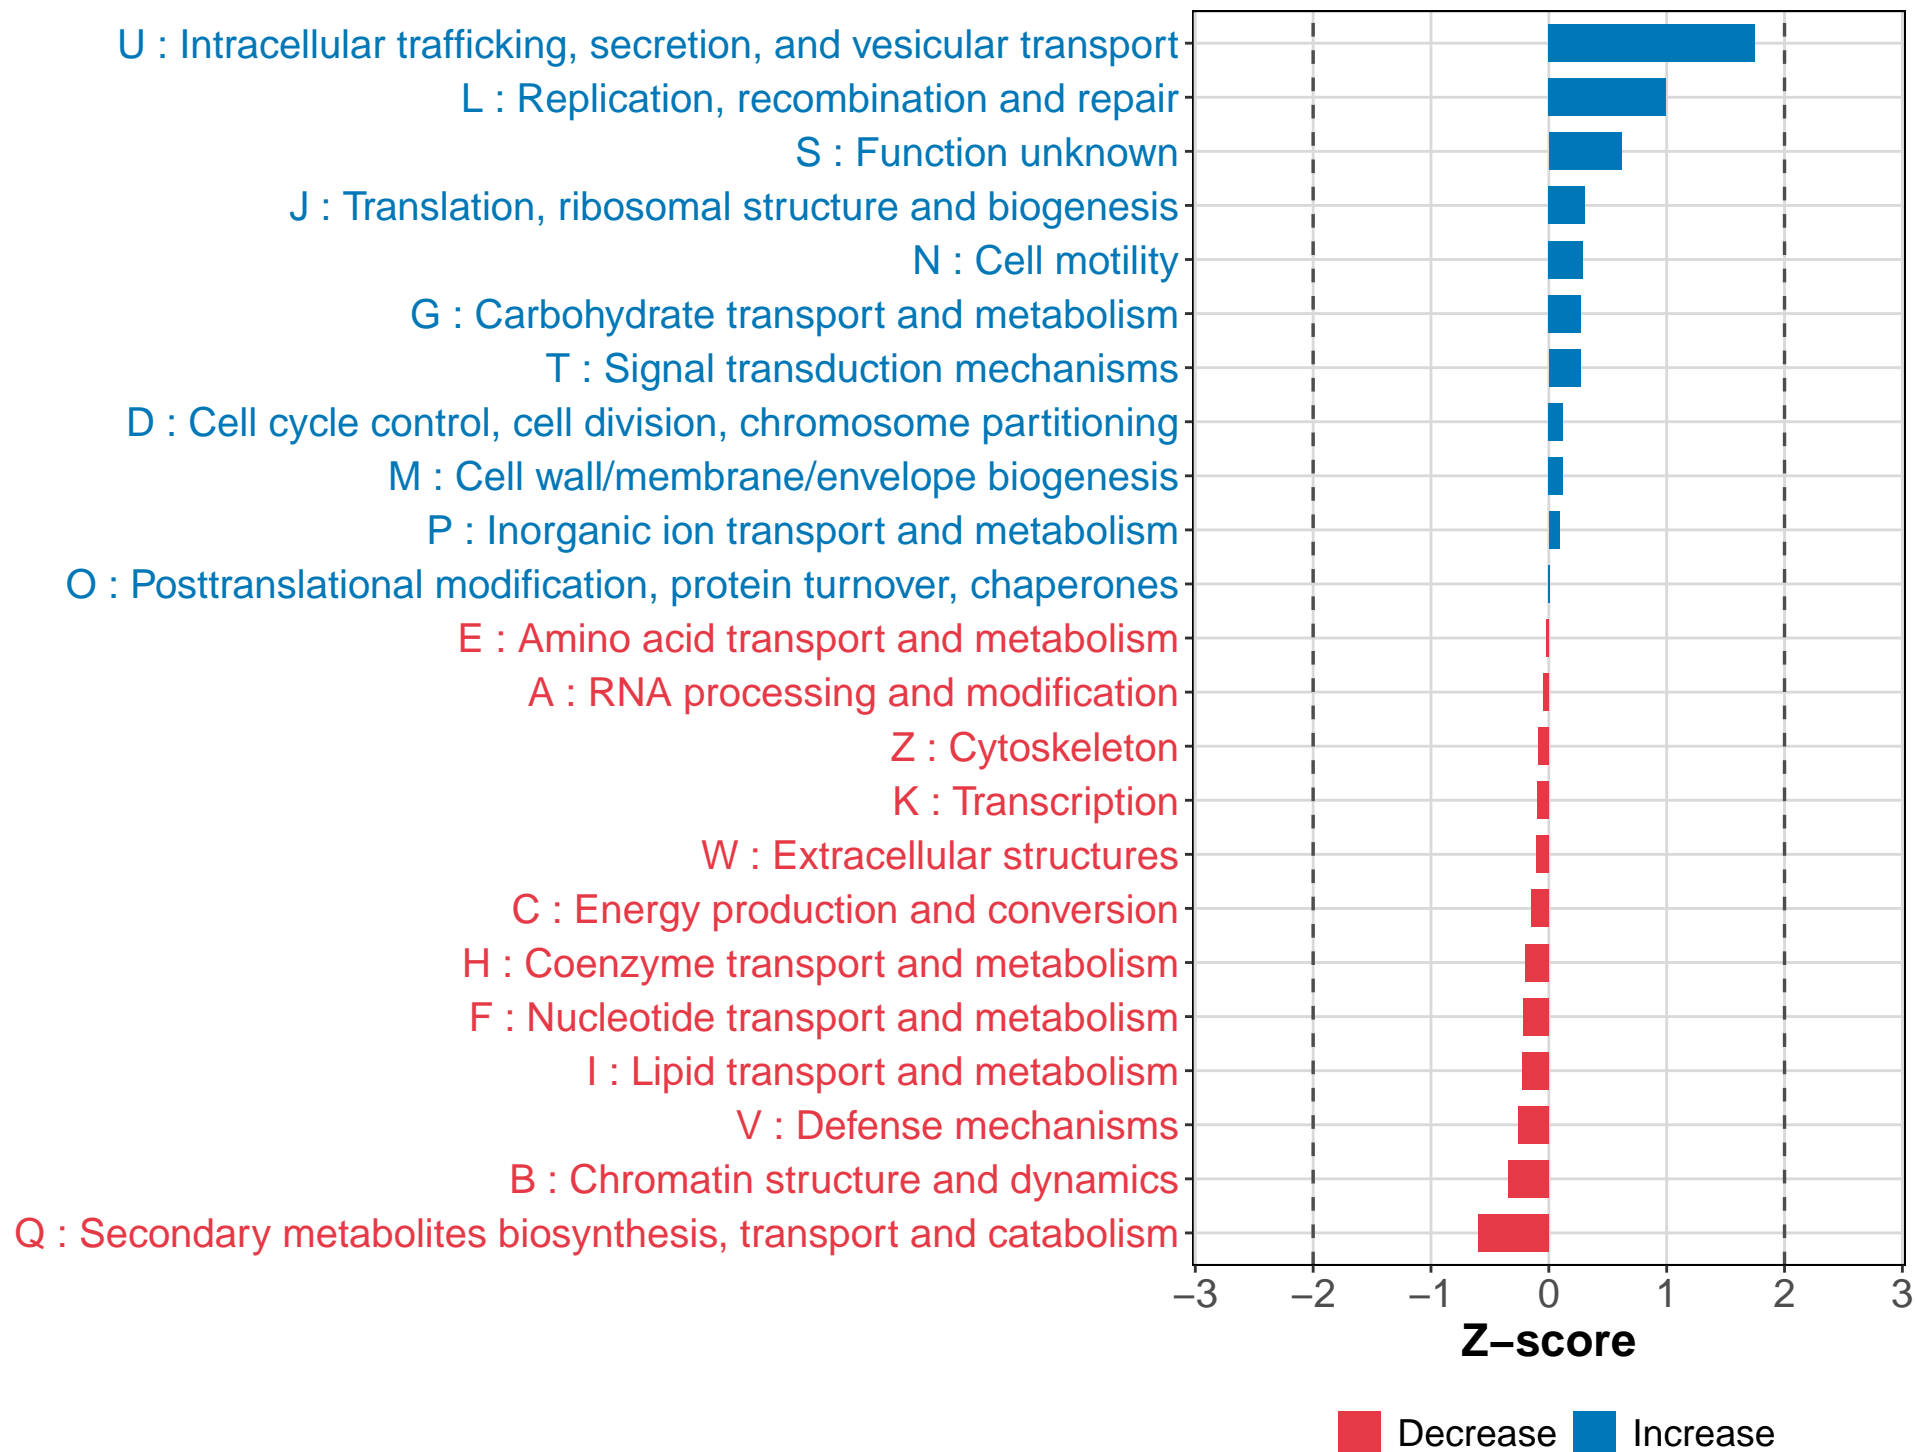 U : Intracellular trafficking, secretion, and vesicular transport
L : Replication, recombination and repair
S : Function unknown
J : Translation, ribosomal structure and biogenesis
N : Cell motility
G : Carbohydrate transport and metabolism
T : Signal transduction mechanisms
D : Cell cycle control, cell division, chromosome partitioning
M : Cell wall/membrane/envelope biogenesis
P : Inorganic ion transport and metabolism
O : Posttranslational modification, protein turnover, chaperones
E : Amino acid transport and metabolism
A : RNA processing and modification
Z : Cytoskeleton
K : Transcription
W : Extracellular structures
C : Energy production and conversion
H : Coenzyme transport and metabolism
F : Nucleotide transport and metabolism
I : Lipid transport and metabolism
V : Defense mechanisms
B : Chromatin structure and dynamics
Q : Secondary metabolites biosynthesis, transport and catabolism
−3 −2 −1 0 1 2 3
Z−score
Decrease Increase